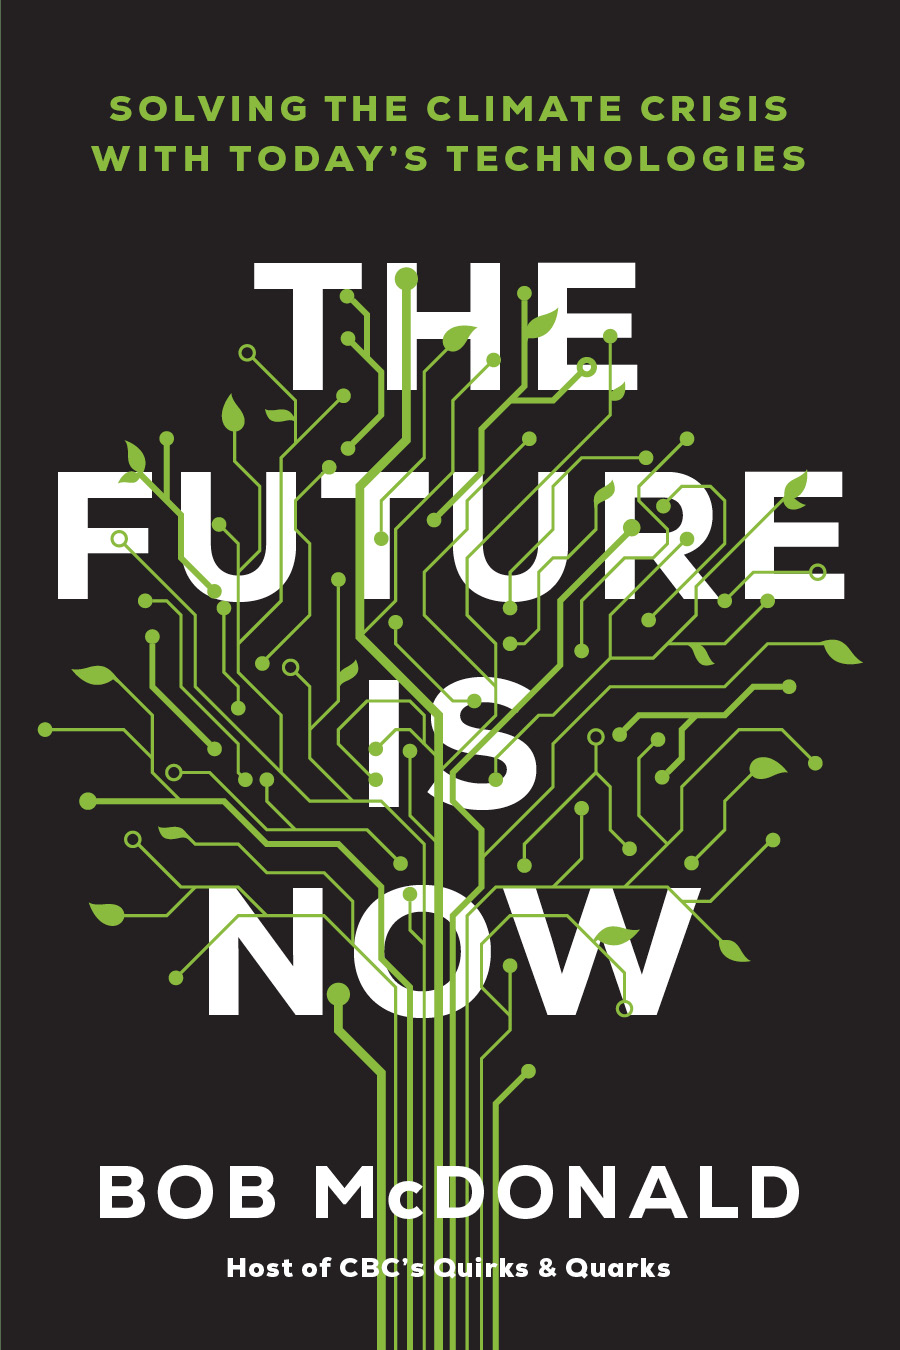 SOLVING THE CLIMATE CRISIS
WITH TODAY'S TECHNOLOGIES
THE
FUTURE
IS
NOW
BOB McDONALD
Host of CBC's Quirks & Quarks